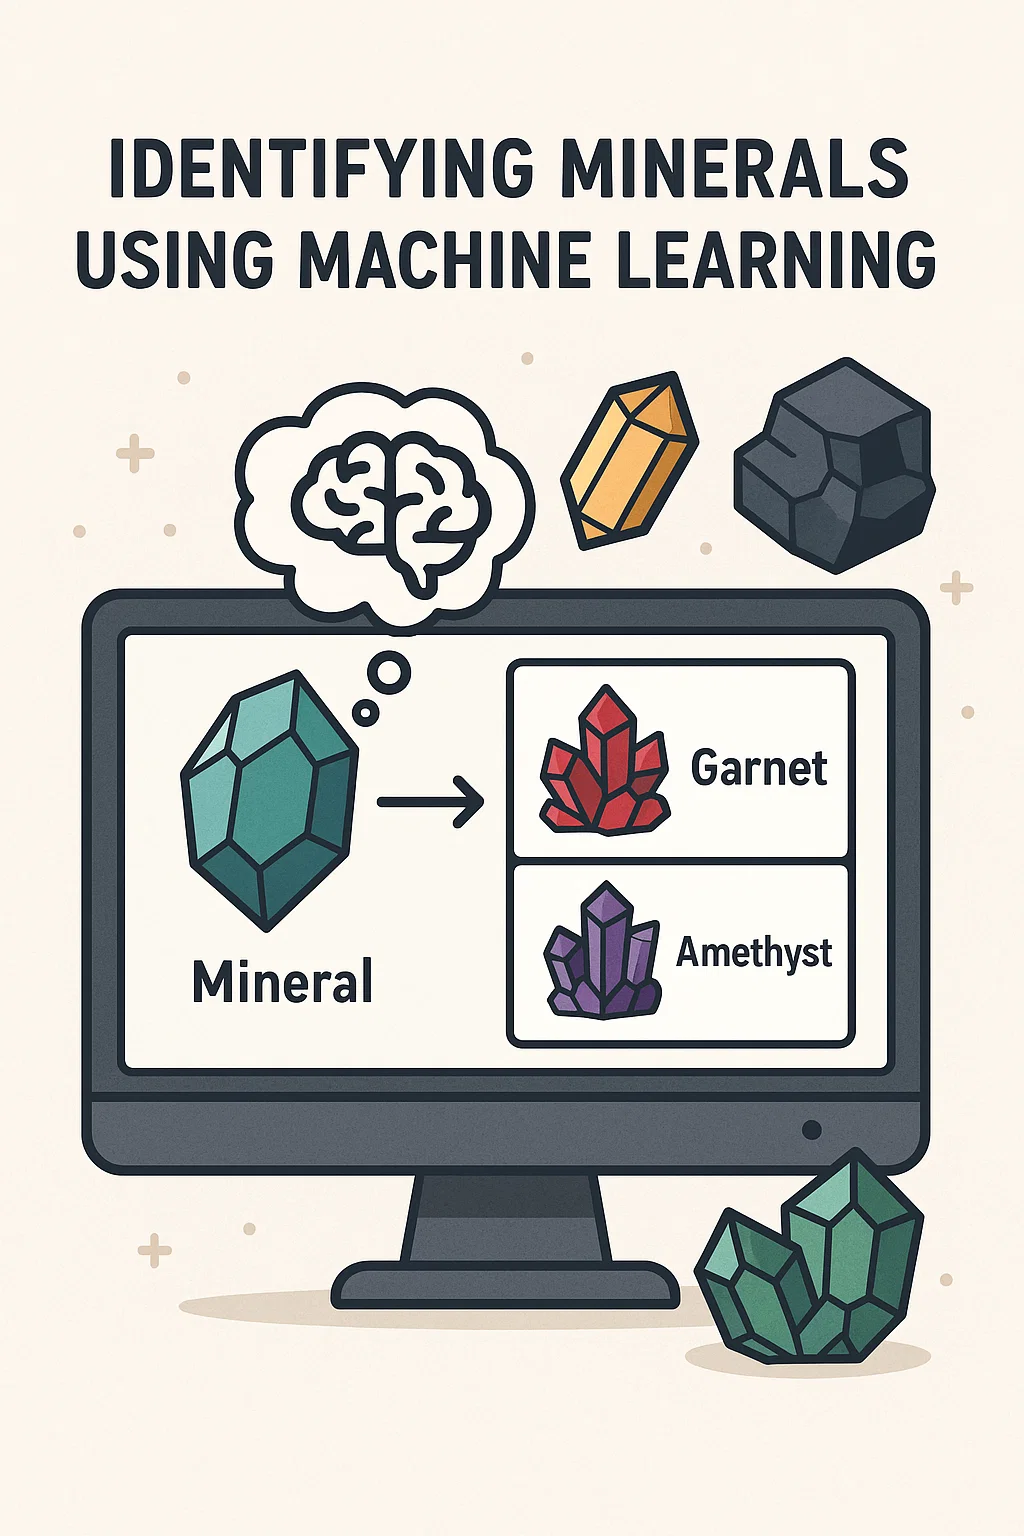 IDENTIFYING MINERALS
USING MACHINE LEARNING
Garnet
Amethyst
Mineral